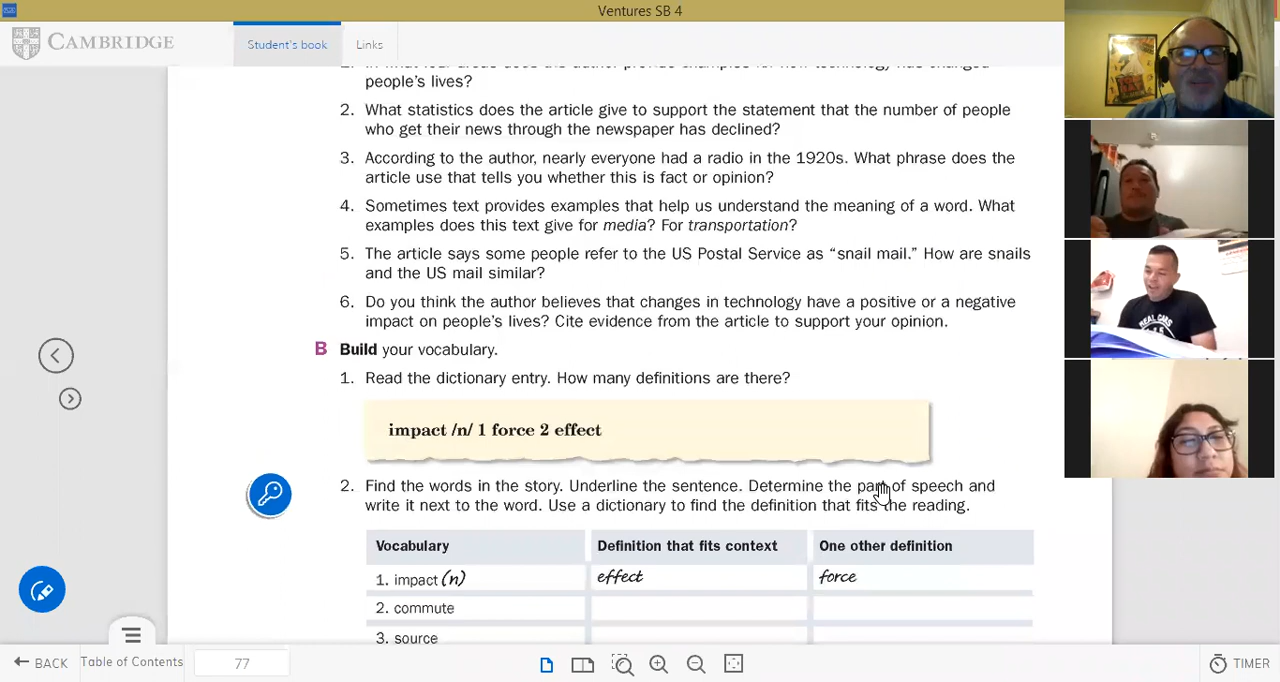 Ventures SB 4
CAMBRIDGE
Student's book
Links
people's lives?
2. What statistics does the article give to support the statement that the number of people
who get their news through the newspaper has declined?
3. According to the author, nearly everyone had a radio in the 1920s. What phrase does the
article use that tells you whether this is fact or opinion?
4. Sometimes text provides examples that help us understand the meaning of a word. What
examples does this text give for media? For transportation?
5. The article says some people refer to the US Postal Service as “snail mail.” How are snails
and the US mail similar?
6. Do you think the author believes that changes in technology have a positive or a negative
impact on people's lives? Cite evidence from the article to support your opinion.
B Build your vocabulary.
1. Read the dictionary entry. How many definitions are there?
impact /n/ 1 force 2 effect
2. Find the words in the story. Underline the sentence. Determine the part of speech and
write it next to the word. Use a dictionary to find the definition that fits the reading.
Vocabulary Definition that fits context One other definition
1. impact (n) effect force
2. commute
3. source
BACK
Table of Contents
77
TIMER
REAL CARS